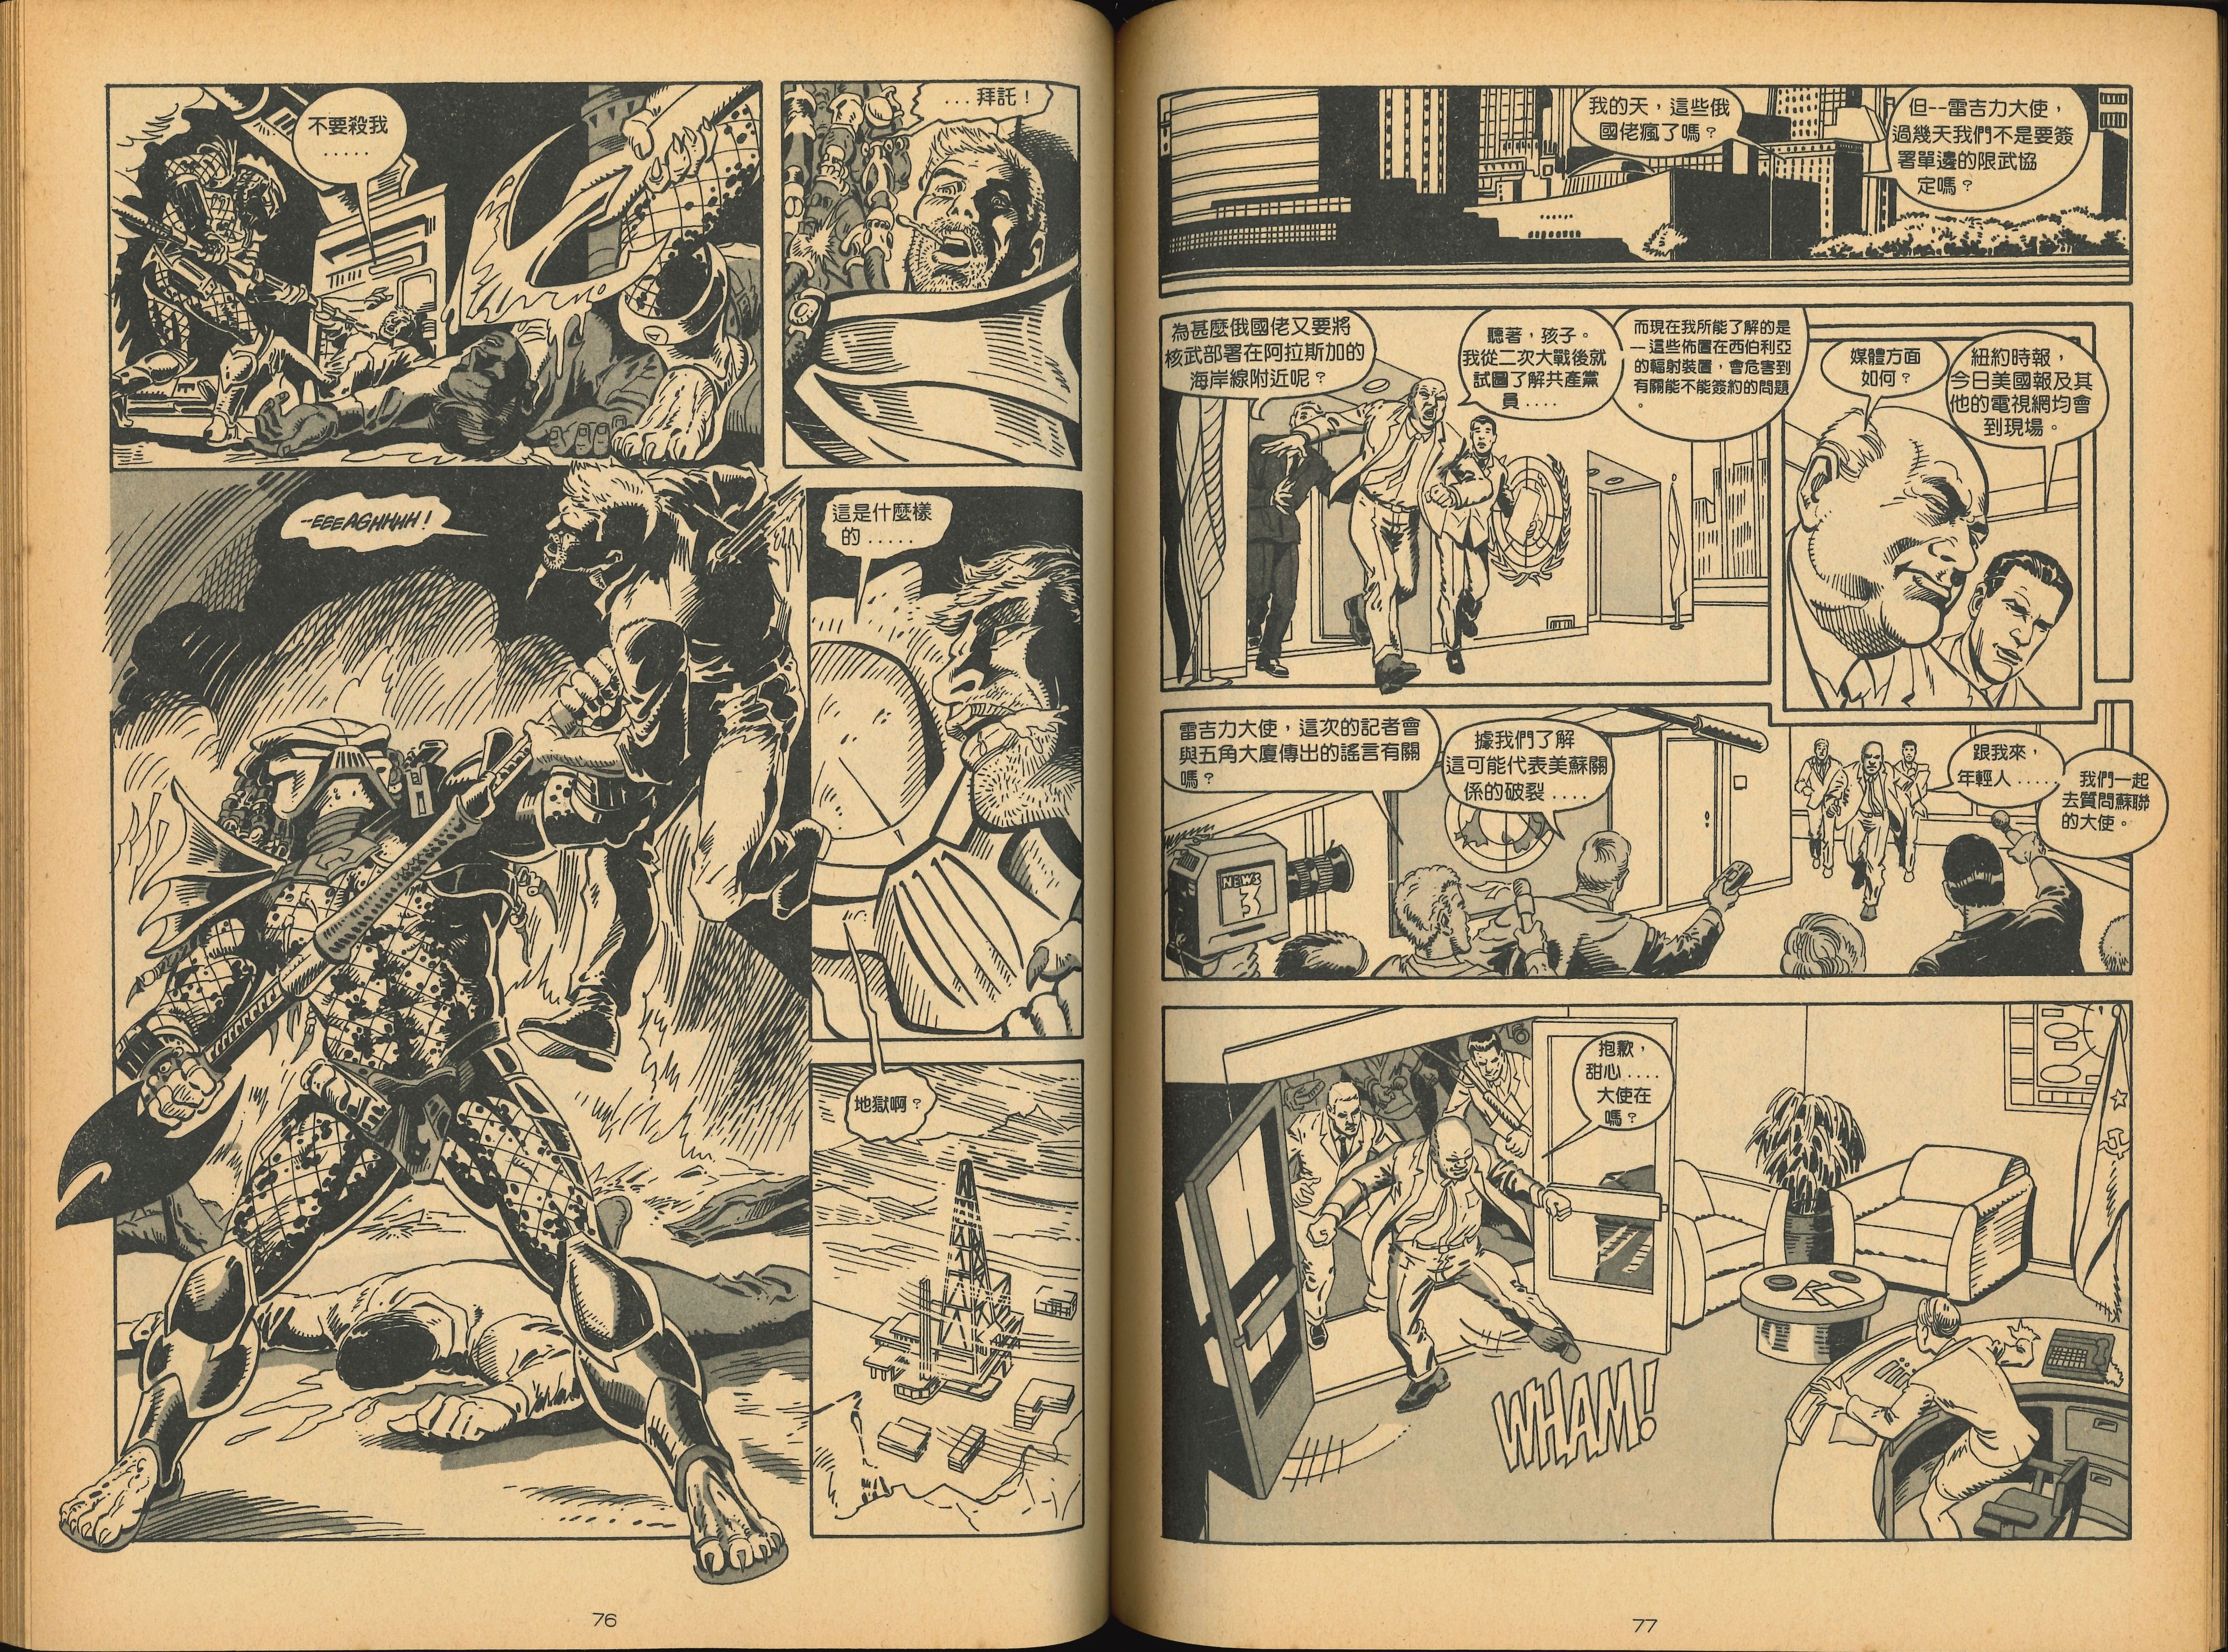 不要殺我
.....
...拜託！
--EEEAGHHHH!
這是什麼樣
的.....
地獄啊？
76
我的天，這些俄
國佬瘋了嗎？
但--雷吉力大使，
過幾天我們不是要簽
署單邊的限武協
定嗎？
為甚麼俄國佬又要將
核武部署在阿拉斯加的
海岸線附近呢？
聽著，孩子。
我從二次大戰後就
試圖了解共產黨
員....
而現在我所能了解的是
--這些佈置在西伯利亞
的輻射裝置，會危害到
有關能不能簽約的問題
。
媒體方面
如何？
紐約時報，
今日美國報及其
他的電視網均會
到現場。
雷吉力大使，這次的記者會
與五角大廈傳出的謠言有關
嗎？
據我們了解
這可能代表美蘇關
係的破裂....
NEWS
3
跟我來，
年輕人.....
我們一起
去質問蘇聯
的大使。
抱歉，
甜心....
大使在
嗎？
WHAM!
77